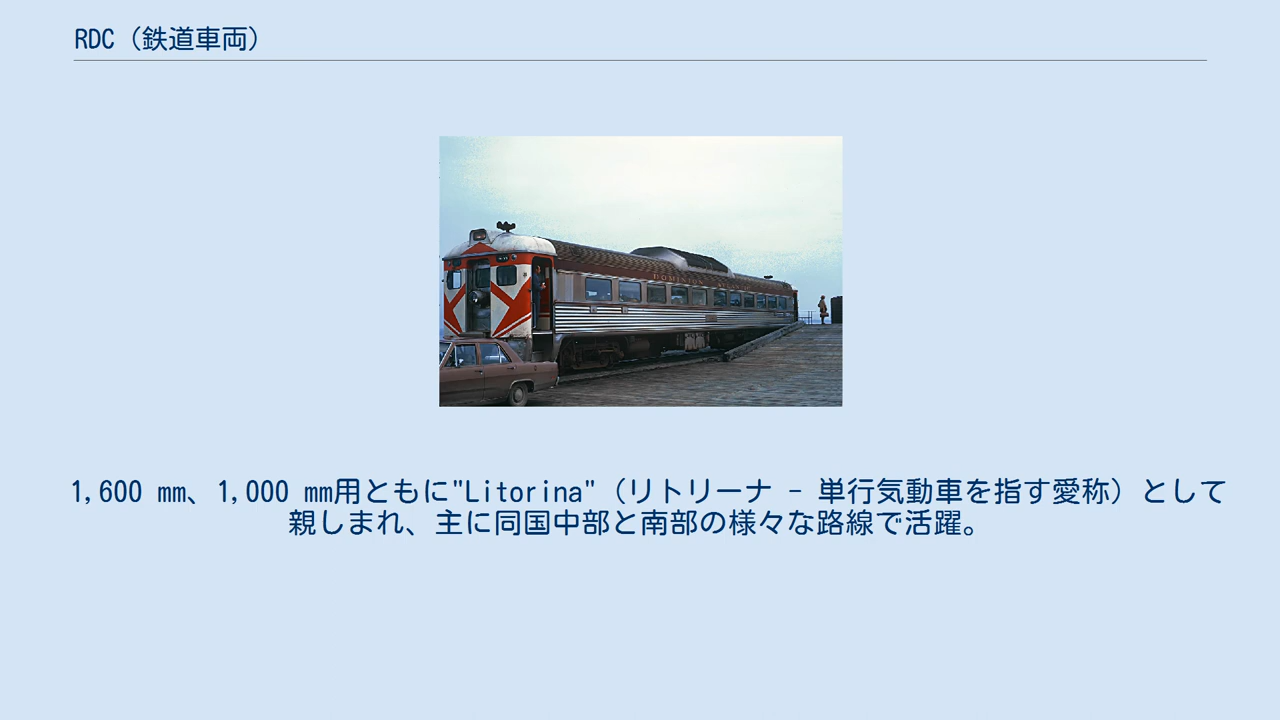 RDC（鉄道車両）
1,600 mm、1,000 mm用ともに"Litorina"（リトリーナ - 単行気動車を指す愛称）として
親しまれ、主に同国中部と南部の様々な路線で活躍。